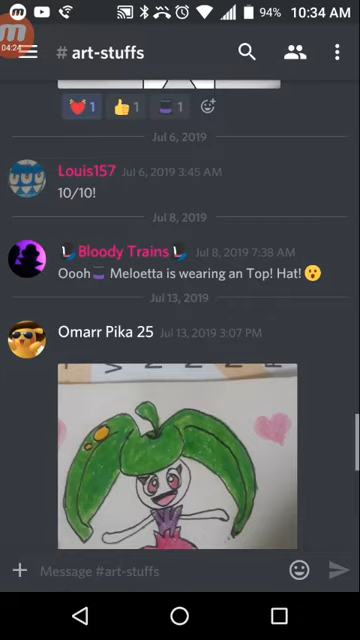 94% 10:34 AM
04:24
# art-stuffs
1 1 1
Jul 6, 2019
Louis157 Jul 6, 2019 3:45 AM
10/10!
Jul 8, 2019
Bloody Trains Jul 8, 2019 7:38 AM
Oooh Meloetta is wearing an Top! Hat!
Jul 13, 2019
Omarr Pika 25 Jul 13, 2019 3:07 PM
Message #art-stuffs